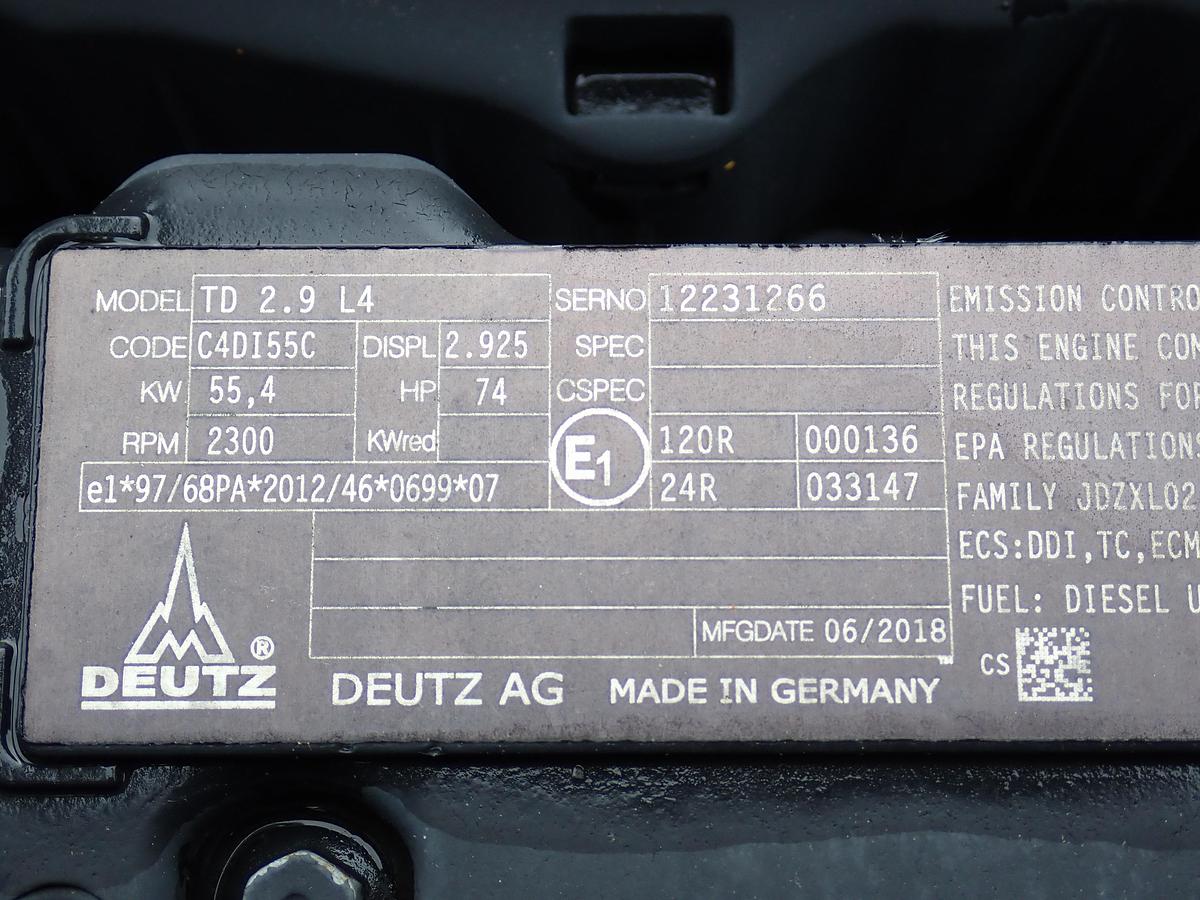 MODEL TD 2.9 L4 SERNO 12231266 EMISSION CONTRO
CODE C4DI55C DISPL 2.925 SPEC THIS ENGINE COM
KW 55,4 HP 74 CSPEC REGULATIONS FOR
RPM 2300 KWred E1 120R 000136 EPA REGULATIONS
e1*97/68PA*2012/46*0699*07 24R 033147 FAMILY JDZXL02
ECS:DDI,TC,ECM
FUEL: DIESEL U
MFGDATE 06/2018
CS
DEUTZ® DEUTZ AG MADE IN GERMANY